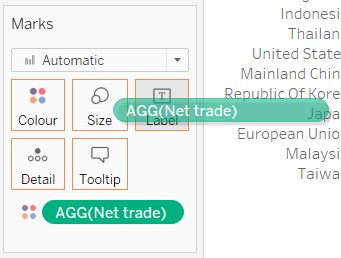 Marks
Automatic
Colour
Size
Label
Detail
Tooltip
AGG(Net trade)
AGG(Net trade)
Indonesi
Thailan
United State
Mainland Chin
Republic Of Kore
Japa
European Unio
Malaysi
Taiwa